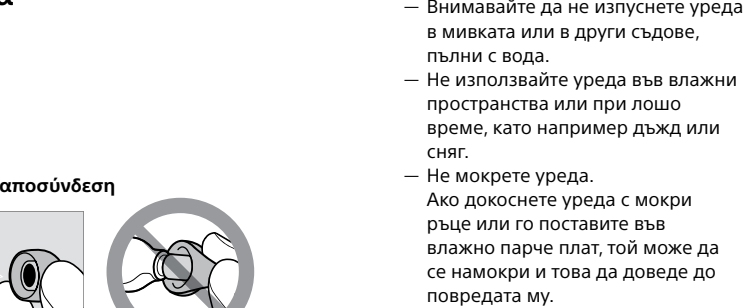 αποσύνδεση
— Внимавайте да не изпуснете уреда
в мивката или в други съдове,
пълни с вода.
— Не използвайте уреда във влажни
пространства или при лошо
време, като например дъжд или
сняг.
— Не мокрете уреда.
Ако докоснете уреда с мокри
ръце или го поставите във
влажно парче плат, той може да
се намокри и това да доведе до
повредата му.